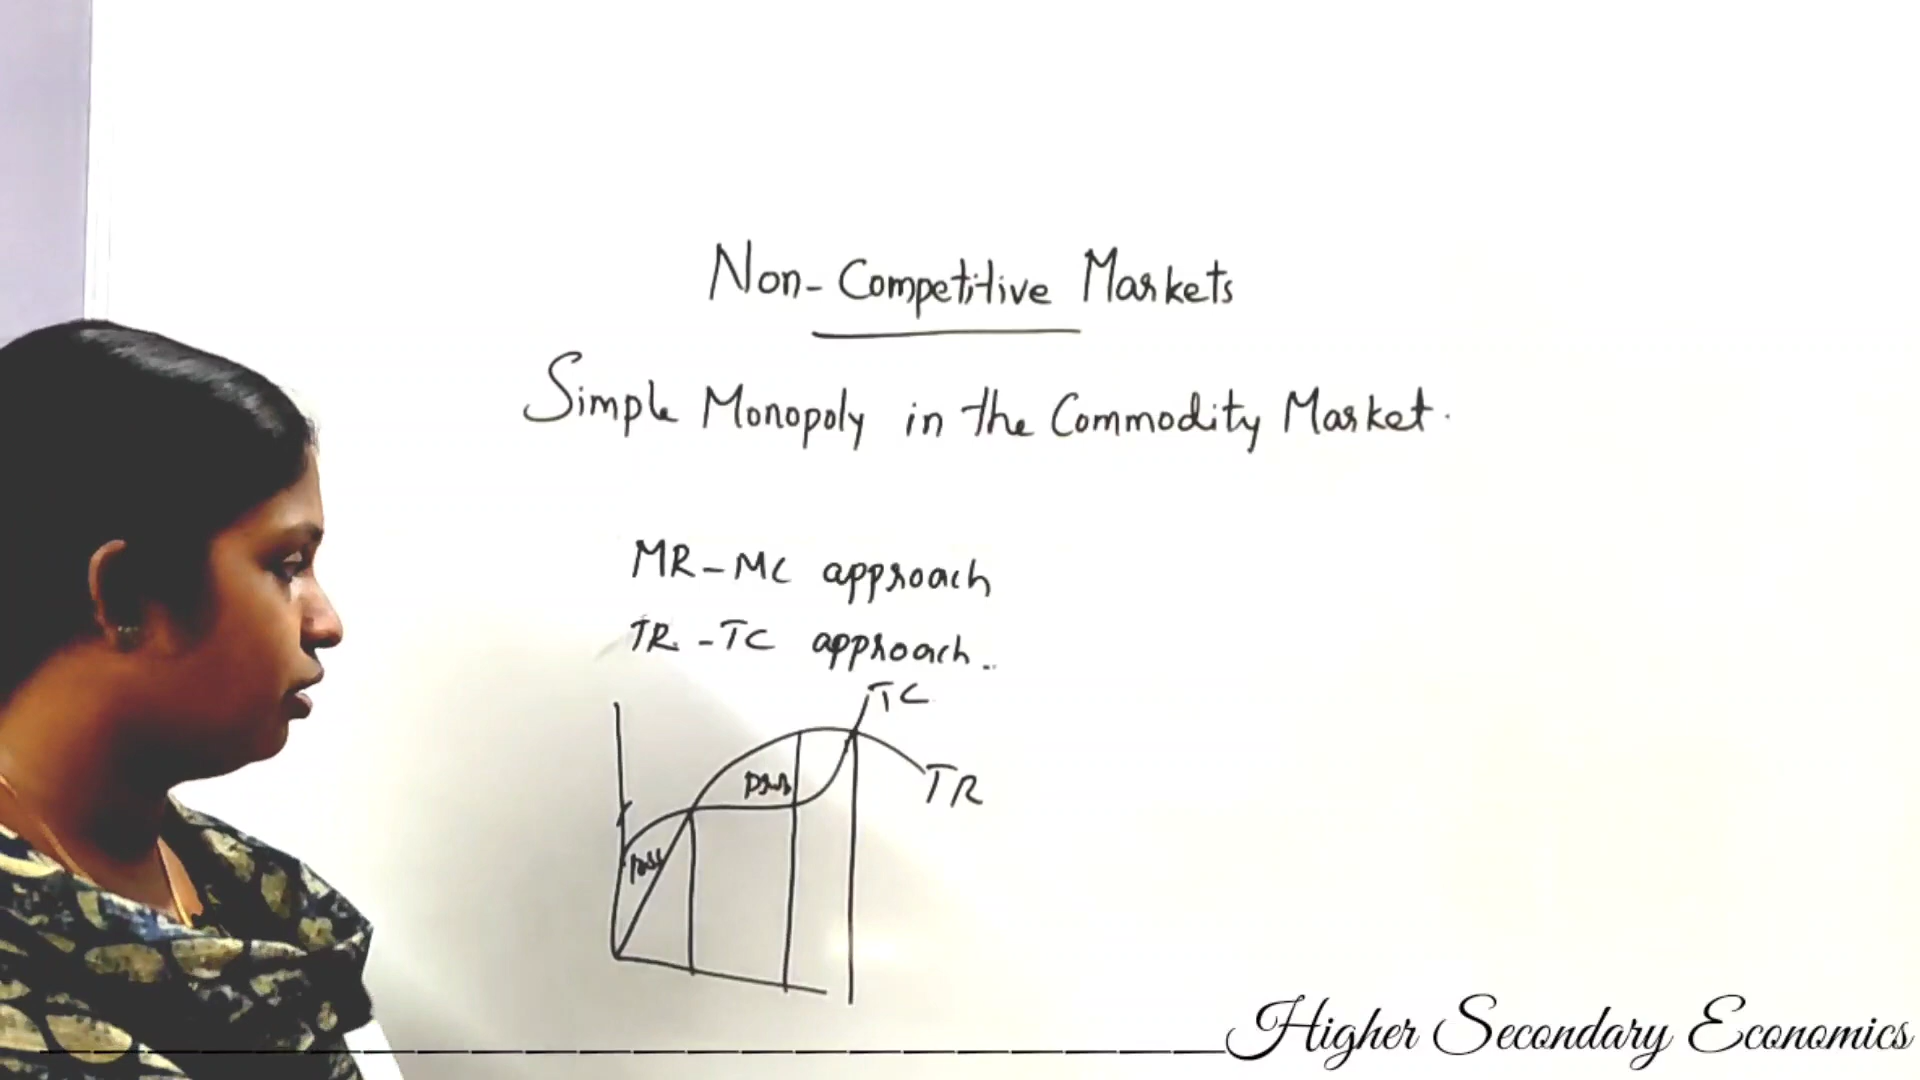 Non-Competitive Markets
Simple Monopoly in the Commodity Market.
MR-MC approach
TR-TC approach.
TC
TR
loss
Higher Secondary Economics